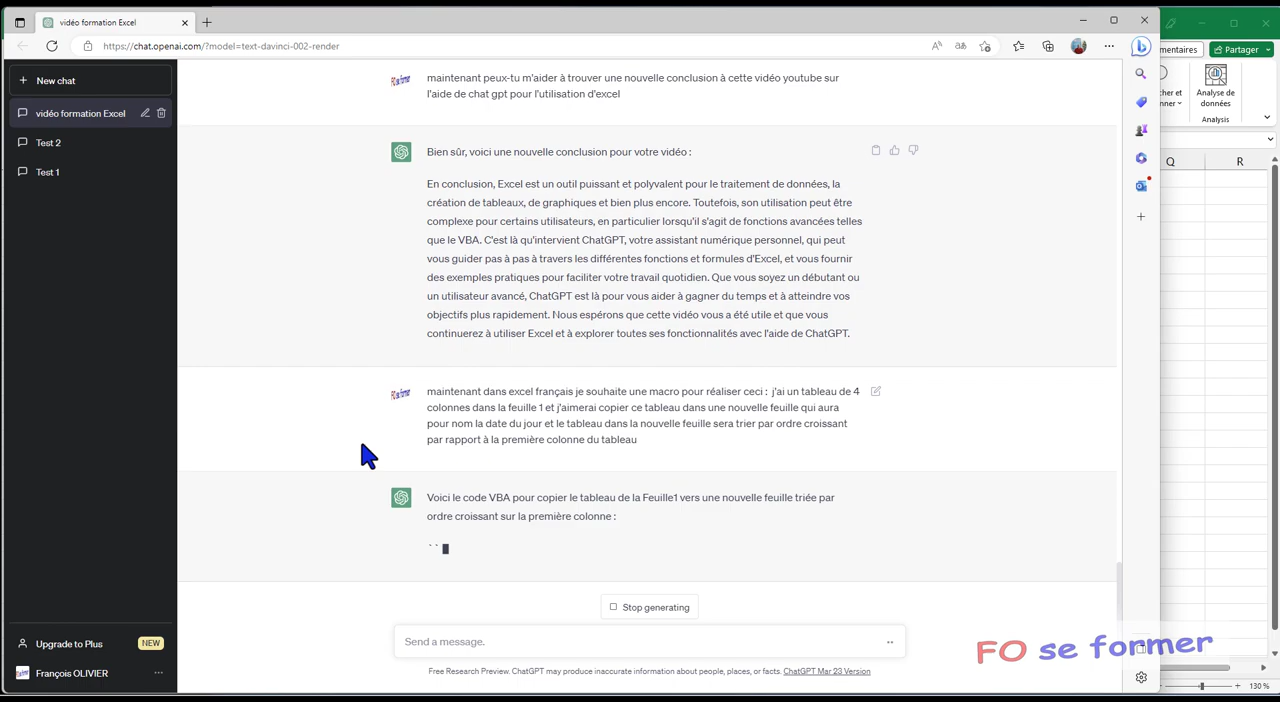 vidéo formation Excel
https://chat.openai.com/?model=text-davinci-002-render
mentaires
Partager
New chat
vidéo formation Excel
Test 2
Test 1
maintenant peux-tu m'aider à trouver une nouvelle conclusion à cette vidéo youtube sur
l'aide de chat gpt pour l'utilisation d'excel
Bien sûr, voici une nouvelle conclusion pour votre vidéo :
En conclusion, Excel est un outil puissant et polyvalent pour le traitement de données, la
création de tableaux, de graphiques et bien plus encore. Toutefois, son utilisation peut être
complexe pour certains utilisateurs, en particulier lorsqu'il s'agit de fonctions avancées telles
que le VBA. C'est là qu'intervient ChatGPT, votre assistant numérique personnel, qui peut
vous guider pas à pas à travers les différentes fonctions et formules d'Excel, et vous fournir
des exemples pratiques pour faciliter votre travail quotidien. Que vous soyez un débutant ou
un utilisateur avancé, ChatGPT est là pour vous aider à gagner du temps et à atteindre vos
objectifs plus rapidement. Nous espérons que cette vidéo vous a été utile et que vous
continuerez à utiliser Excel et à explorer toutes ses fonctionnalités avec l'aide de ChatGPT.
maintenant dans excel français je souhaite une macro pour réaliser ceci : j'ai un tableau de 4
colonnes dans la feuille 1 et j'aimerai copier ce tableau dans une nouvelle feuille qui aura
pour nom la date du jour et le tableau dans la nouvelle feuille sera trier par ordre croissant
par rapport à la première colonne du tableau
Voici le code VBA pour copier le tableau de la Feuille1 vers une nouvelle feuille triée par
ordre croissant sur la première colonne :
``
Stop generating
Send a message.
Free Research Preview. ChatGPT may produce inaccurate information about people, places, or facts. ChatGPT Mar 23 Version
Upgrade to Plus NEW
François OLIVIER
cher et
nner
Analyse de
données
Analysis
Q R
FO se former
130 %